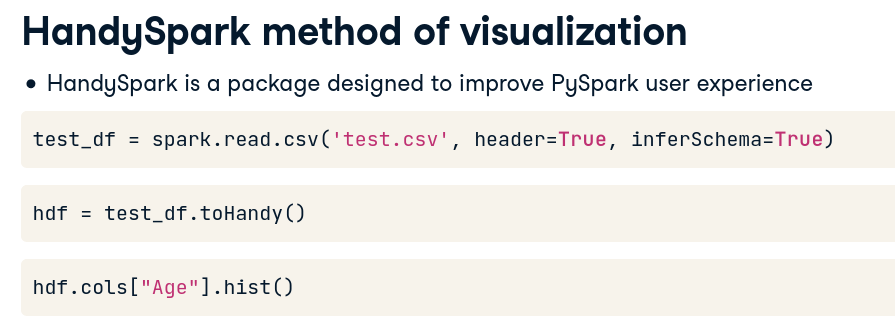 HandySpark method of visualization
• HandySpark is a package designed to improve PySpark user experience
test_df = spark.read.csv('test.csv', header=True, inferSchema=True)
hdf = test_df.toHandy()
hdf.cols["Age"].hist()